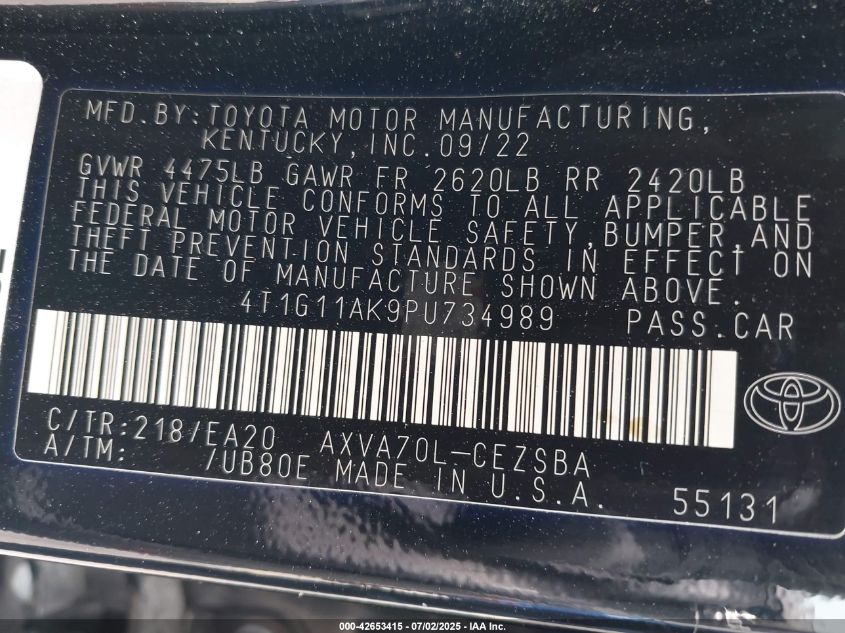 MFD.BY:TOYOTA MOTOR MANUFACTURING,
KENTUCKY,INC.09/22
GVWR 4475LB GAWR FR 2620LB RR 2420LB
THIS VEHICLE CONFORMS TO ALL APPLICABLE
FEDERAL MOTOR VEHICLE SAFETY,BUMPER,AND
THEFT PREVENTION STANDARDS IN EFFECT ON
THE DATE OF MANUFACTURE SHOWN ABOVE.
4T1G11AK9PU734989 PASS.CAR
C/TR:218/EA20 AXVA70L-CEZSBA
A/TM: /UB80E MADE IN U.S.A.
55131
000-42653415 - 07/02/2025 - IAA Inc.